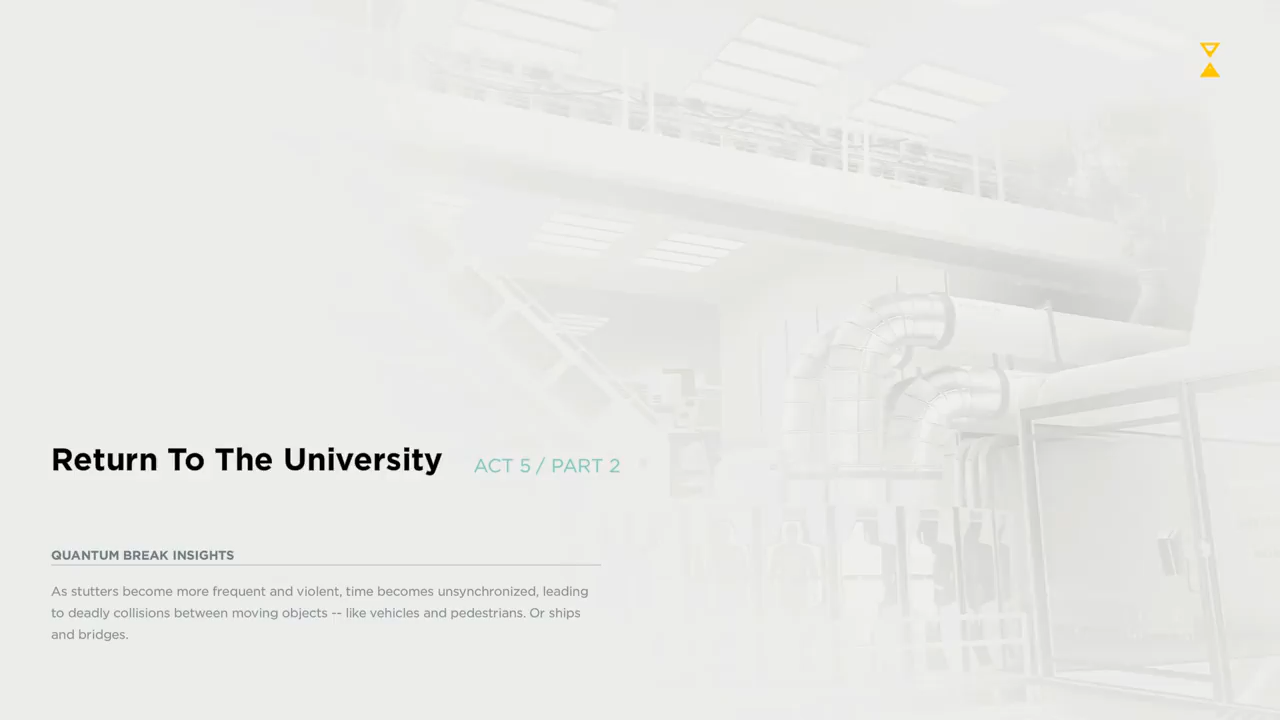 Return To The University ACT 5 / PART 2
QUANTUM BREAK INSIGHTS
As stutters become more frequent and violent, time becomes unsynchronized, leading
to deadly collisions between moving objects -- like vehicles and pedestrians. Or ships
and bridges.